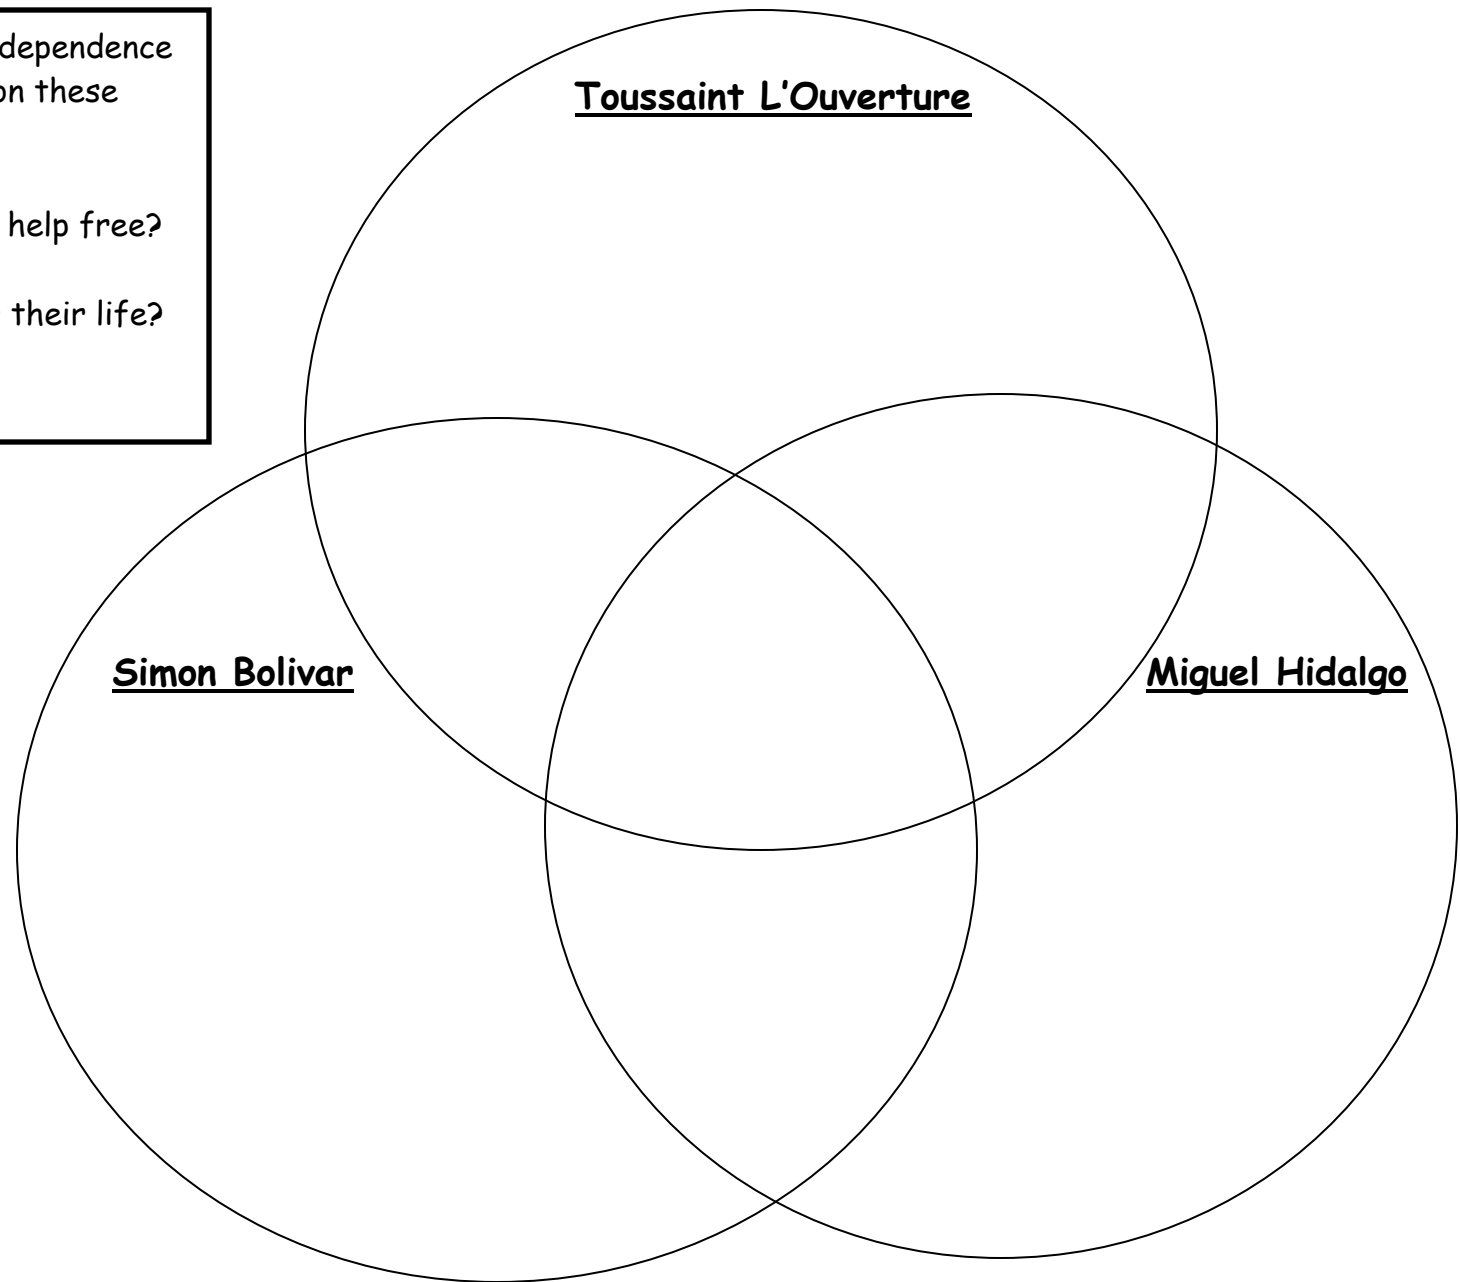 dependence
on these
help free?
their life?
Toussaint L’Ouverture
Simon Bolivar
Miguel Hidalgo